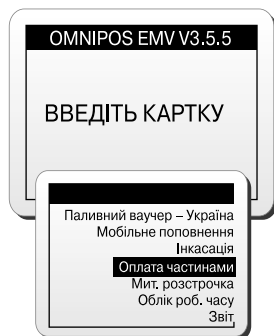 OMNIPOS EMV V3.5.5
ВВЕДІТЬ КАРТКУ
Паливний ваучер – Україна
Мобільне поповнення
Інкасація
Оплата частинами
Мит. розстрочка
Облік роб. часу
Звіт